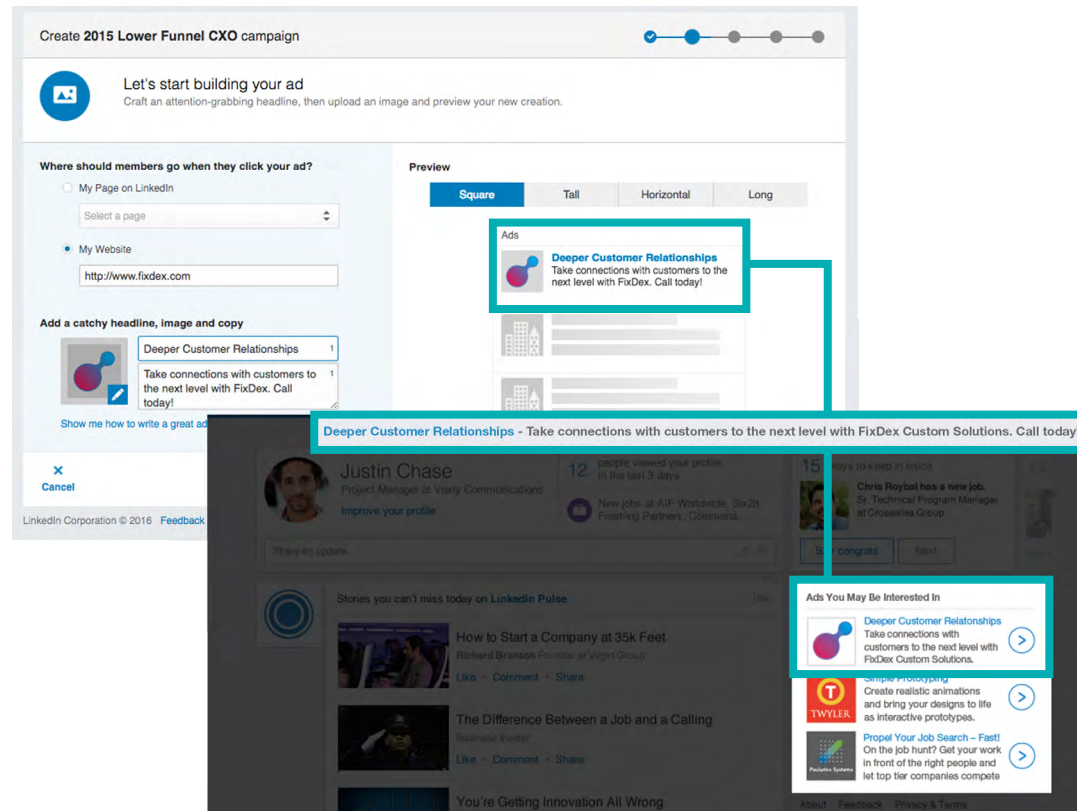 Create 2015 Lower Funnel CXO campaign
Let's start building your ad
Craft an attention-grabbing headline, then upload an image and preview your new creation.
Where should members go when they click your ad?
My Page on LinkedIn
Select a page
My Website
http://www.fixdex.com
Add a catchy headline, image and copy
Deeper Customer Relationships 1
Take connections with customers to 1
the next level with FixDex. Call
today!
Show me how to write a great ad
Cancel
LinkedIn Corporation © 2016 Feedback
Preview
Square Tall Horizontal Long
Ads
Deeper Customer Relationships
Take connections with customers to the
next level with FixDex. Call today!
Deeper Customer Relationships - Take connections with customers to the next level with FixDex Custom Solutions. Call today
Justin Chase
Project Manager at Voxty Communications
Improve your profile
12 people viewed your profile
in the last 3 days
New jobs at AIF Worldwide, Six28
Finishing Partners, Command
15 ways to keep in touch
Chris Roybal has a new job.
Sr. Technical Program Manager
at Crosswise Group
Say congrats Next
Share an update
Stories you can't miss today on LinkedIn Pulse
How to Start a Company at 35k Feet
Richard Branson Founder at Virgin Group
Like · Comment · Share
The Difference Between a Job and a Calling
Business Insider
Like · Comment · Share
You're Getting Innovation All Wrong
Ads You May Be Interested In
Deeper Customer Relatonships
Take connections with
customers to the next level with
FixDex Custom Solutions.
Simple Prototyping
Create realistic animations
and bring your designs to life
as interactive prototypes.
TWYLER
Propel Your Job Search – Fast!
On the job hunt? Get your work
in front of the right people and
let top tier companies compete
About Feedback Privacy & Terms